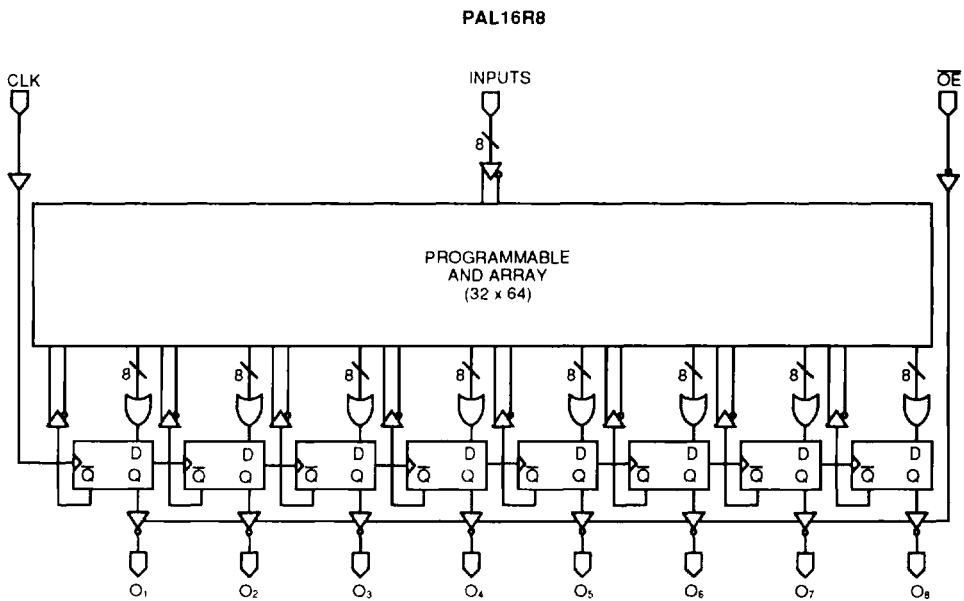 PAL16R8
CLK
INPUTS
O̅E̅
8
PROGRAMMABLE
AND ARRAY
(32 x 64)
8 8 8 8 8 8 8 8
D D D D D D D D
Q̅ Q Q̅ Q Q̅ Q Q̅ Q Q̅ Q Q̅ Q Q̅ Q Q̅ Q
O₁ O₂ O₃ O₄ O₅ O₆ O₇ O₈